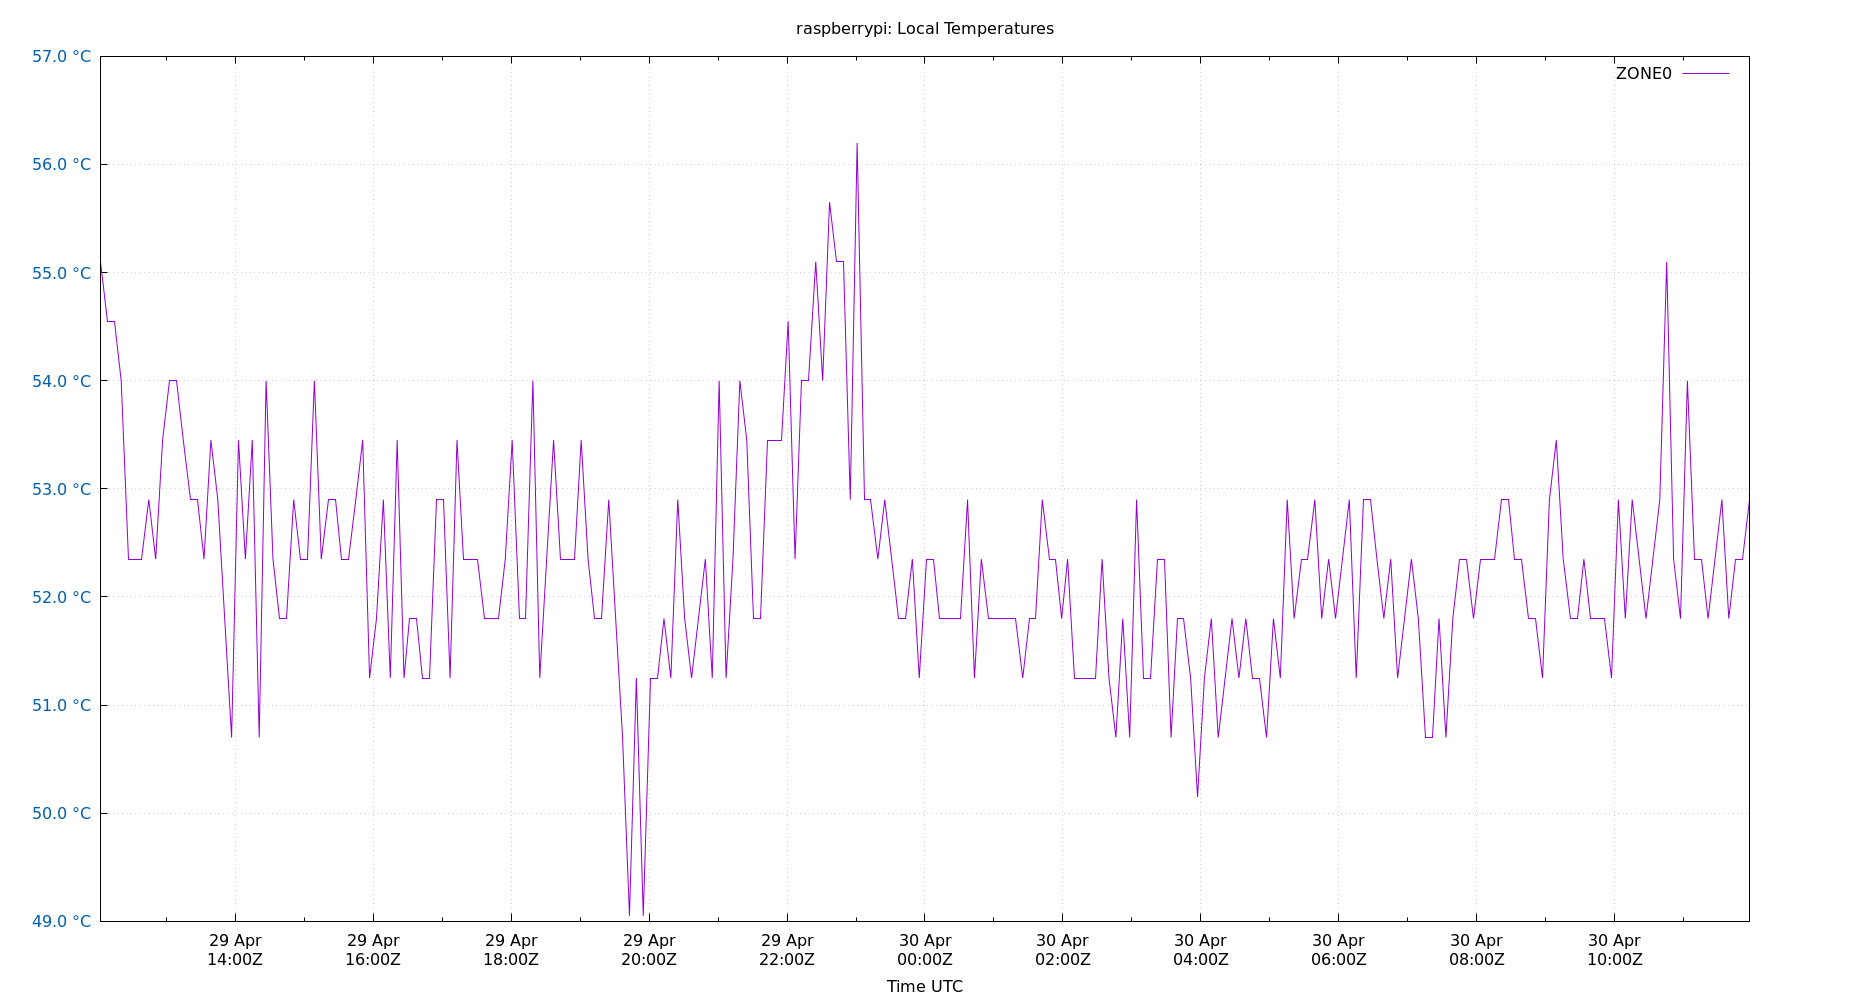 raspberrypi: Local Temperatures
57.0 °C
56.0 °C
55.0 °C
54.0 °C
53.0 °C
52.0 °C
51.0 °C
50.0 °C
49.0 °C
ZONE0
29 Apr
14:00Z
29 Apr
16:00Z
29 Apr
18:00Z
29 Apr
20:00Z
29 Apr
22:00Z
30 Apr
00:00Z
30 Apr
02:00Z
30 Apr
04:00Z
30 Apr
06:00Z
30 Apr
08:00Z
30 Apr
10:00Z
Time UTC